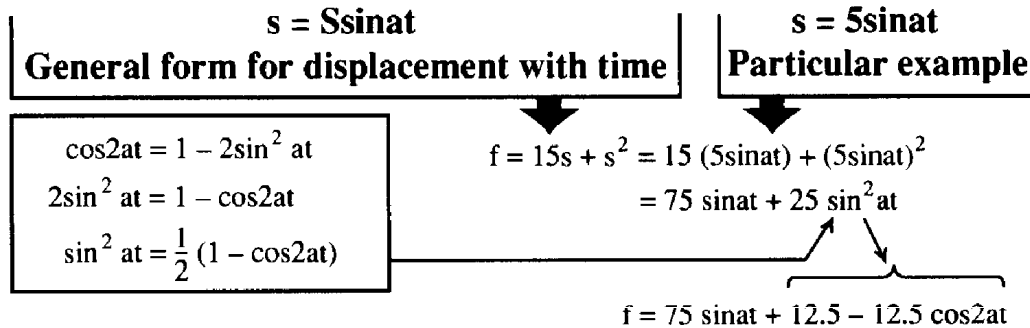 s = Ssinat
General form for displacement with time
s = 5sinat
Particular example
cos2at = 1 – 2sin² at
2sin² at = 1 – cos2at
sin² at = 1/2 (1 – cos2at)
f = 15s + s² = 15 (5sinat) + (5sinat)²
= 75 sinat + 25 sin²at
f = 75 sinat + 12.5 – 12.5 cos2at